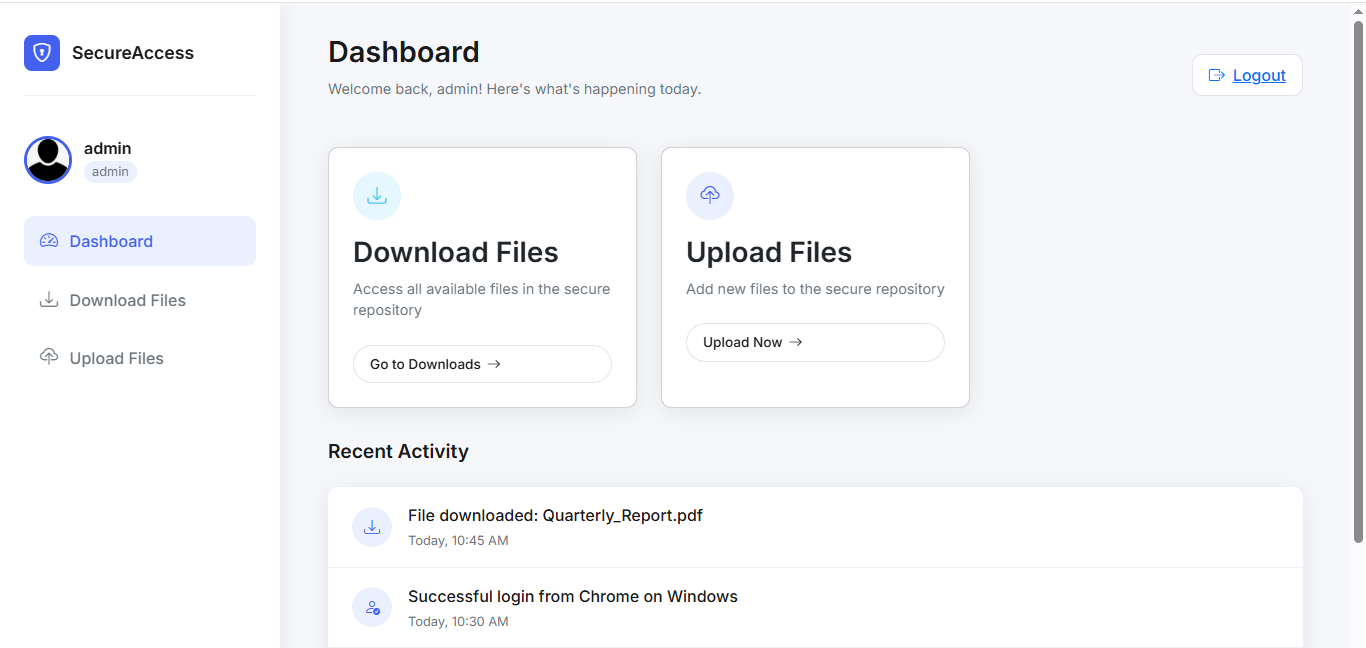 SecureAccess
admin
admin
Dashboard
Download Files
Upload Files
Dashboard
Welcome back, admin! Here's what's happening today.
Logout
Download Files
Access all available files in the secure
repository
Go to Downloads →
Upload Files
Add new files to the secure repository
Upload Now →
Recent Activity
File downloaded: Quarterly_Report.pdf
Today, 10:45 AM
Successful login from Chrome on Windows
Today, 10:30 AM